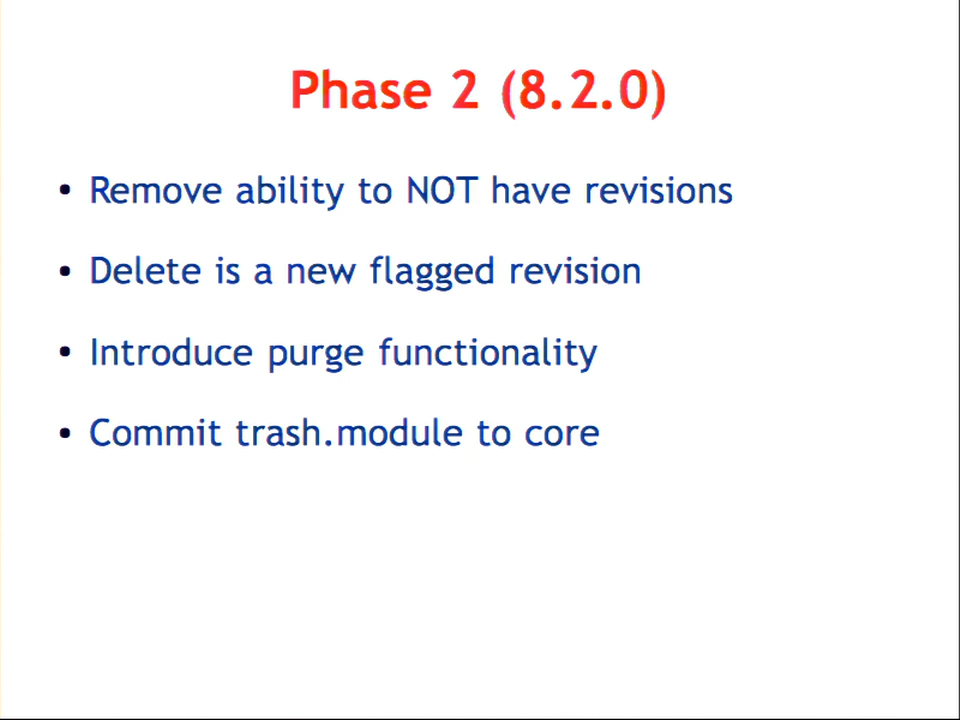 Phase 2 (8.2.0)
• Remove ability to NOT have revisions
• Delete is a new flagged revision
• Introduce purge functionality
• Commit trash.module to core